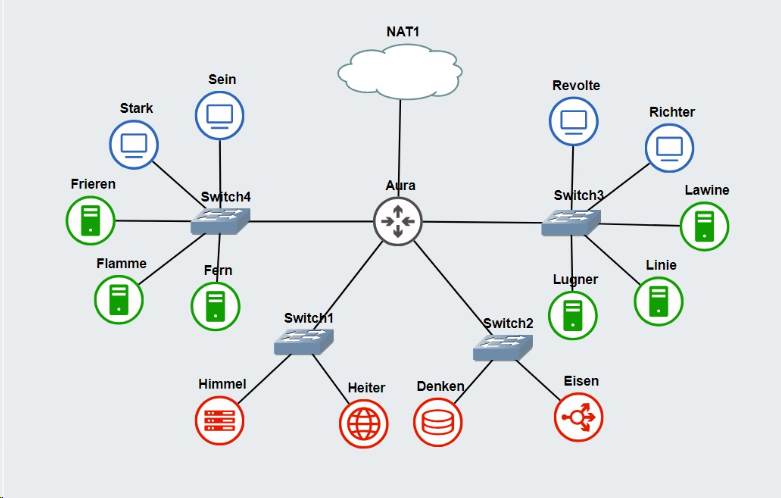 NAT1
Sein
Revolte
Stark
Richter
Frieren
Aura
Switch4
Switch3
Lawine
Flamme
Fern
Lugner
Linie
Switch1
Switch2
Himmel
Heiter
Denken
Eisen